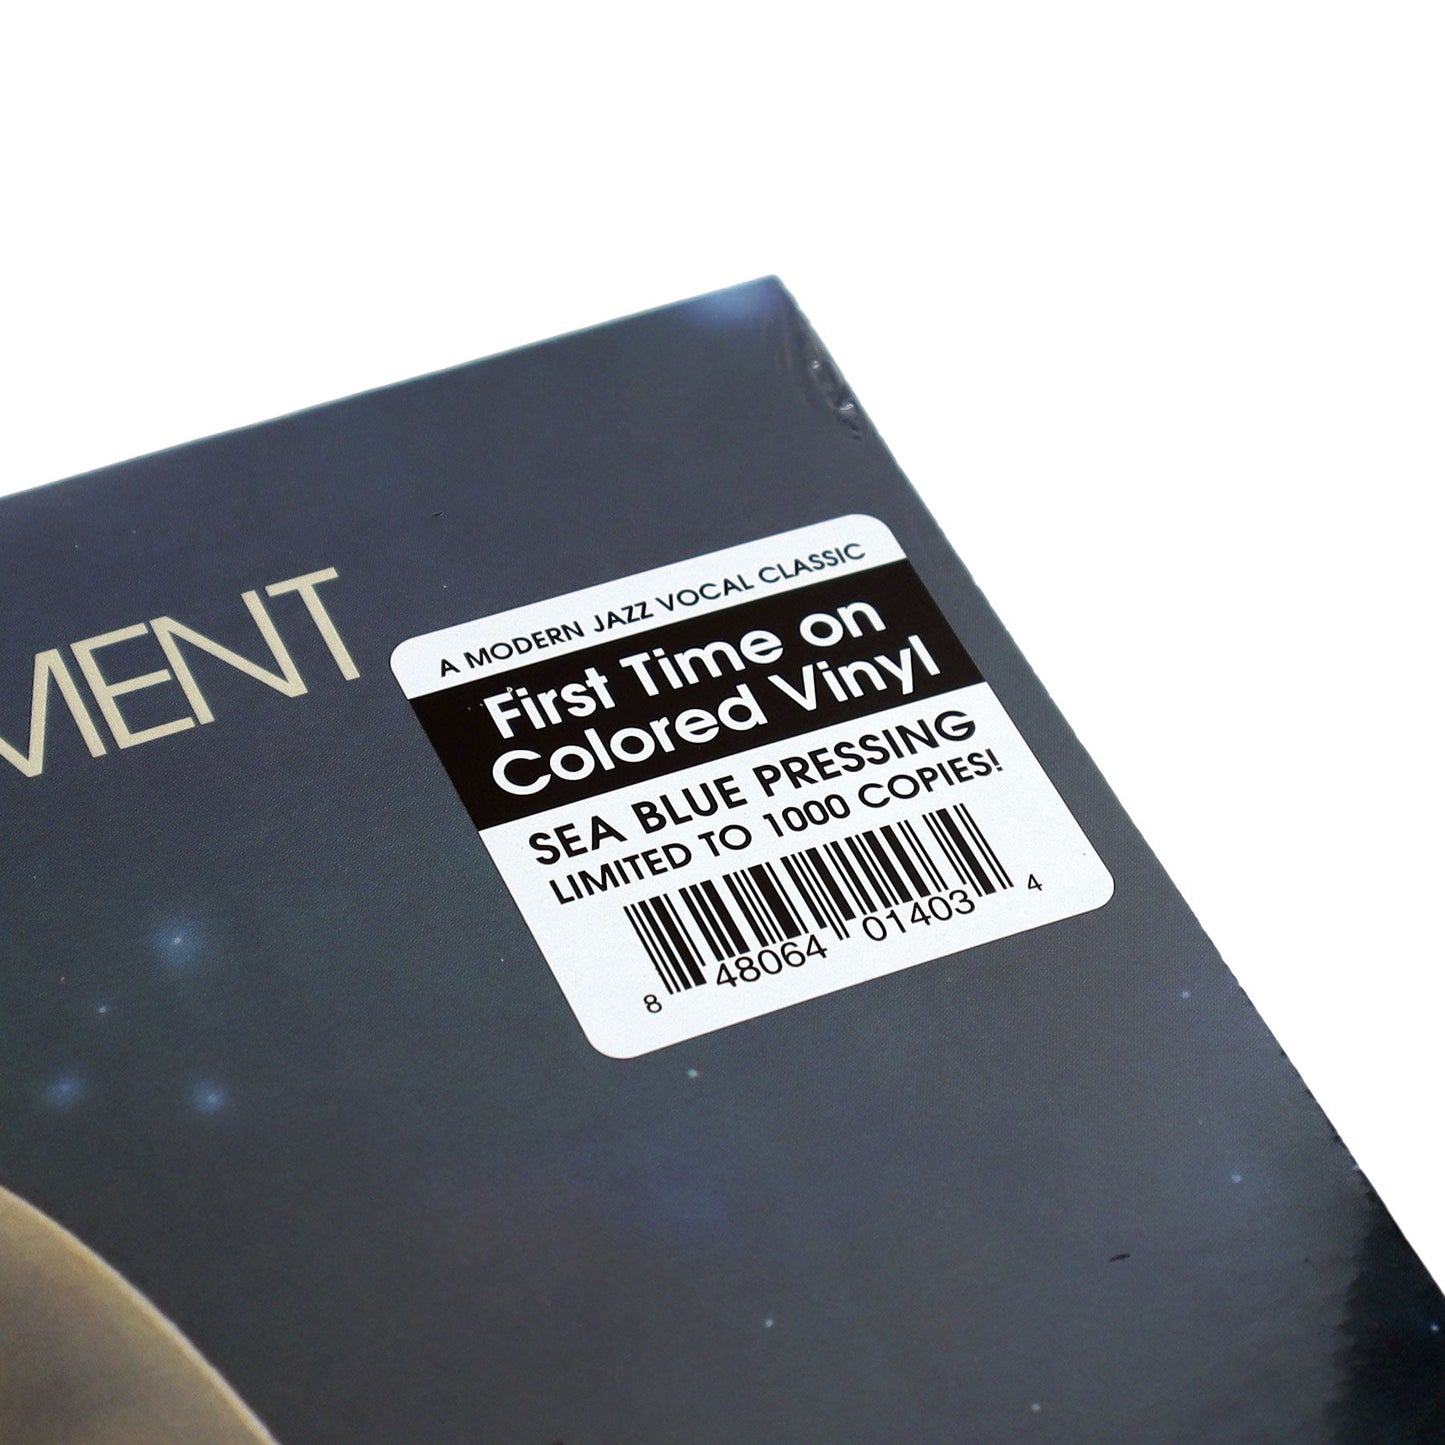 MENT
A MODERN JAZZ VOCAL CLASSIC
First Time on
Colored Vinyl
SEA BLUE PRESSING
LIMITED TO 1000 COPIES!
8 48064 01403 4